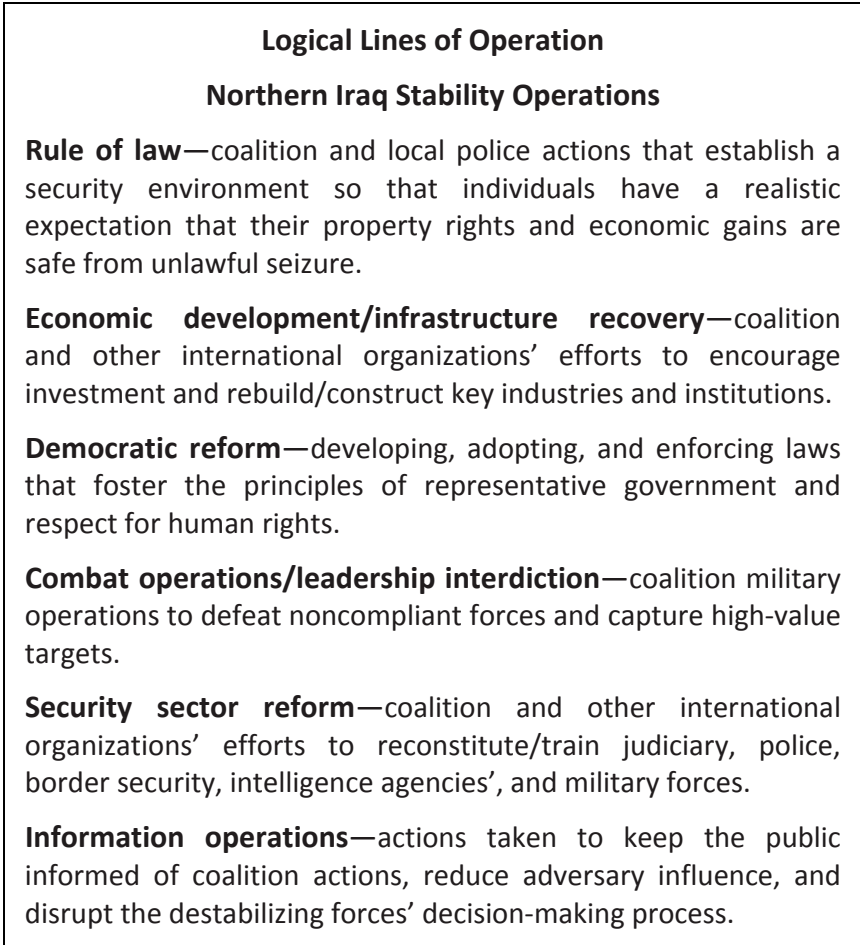 Logical Lines of Operation
Northern Iraq Stability Operations
Rule of law—coalition and local police actions that establish a
security environment so that individuals have a realistic
expectation that their property rights and economic gains are
safe from unlawful seizure.
Economic development/infrastructure recovery—coalition
and other international organizations’ efforts to encourage
investment and rebuild/construct key industries and institutions.
Democratic reform—developing, adopting, and enforcing laws
that foster the principles of representative government and
respect for human rights.
Combat operations/leadership interdiction—coalition military
operations to defeat noncompliant forces and capture high-value
targets.
Security sector reform—coalition and other international
organizations’ efforts to reconstitute/train judiciary, police,
border security, intelligence agencies’, and military forces.
Information operations—actions taken to keep the public
informed of coalition actions, reduce adversary influence, and
disrupt the destabilizing forces’ decision-making process.